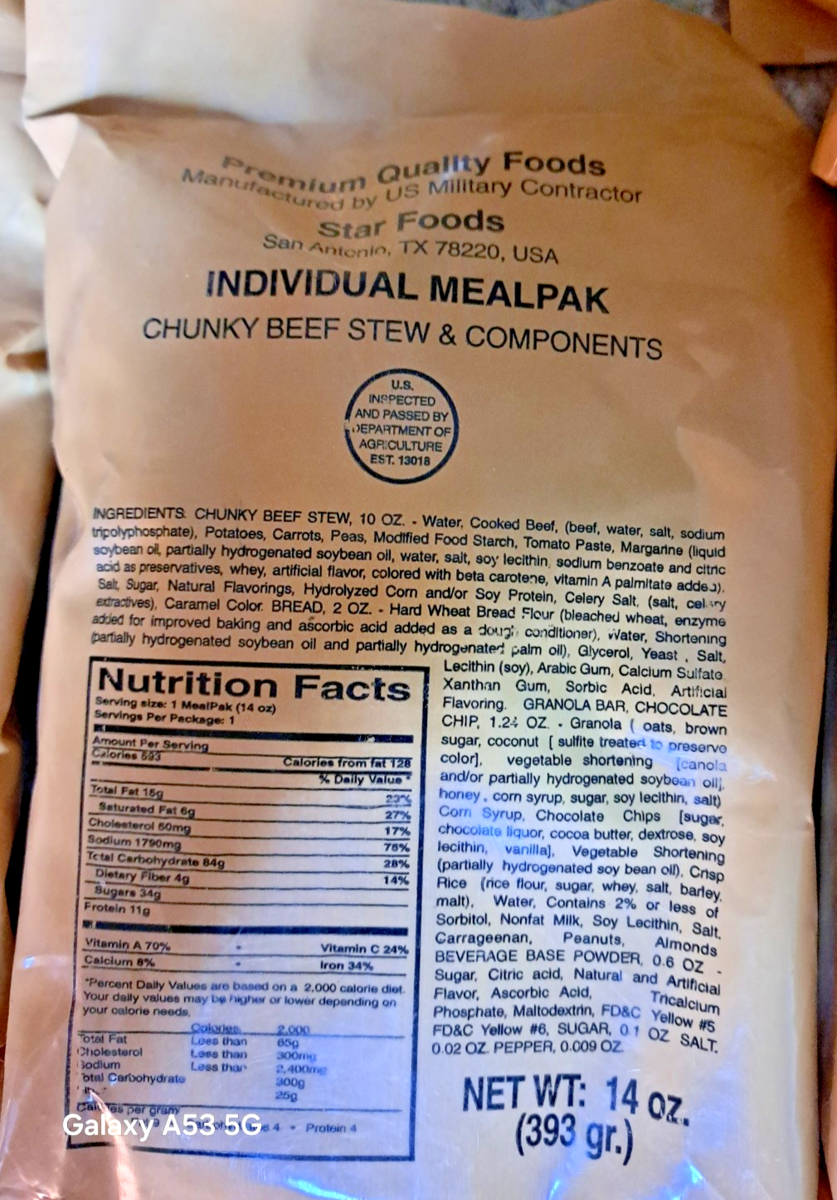 Premium Quality Foods
Manufactured by US Military Contractor
Star Foods
San Antonio, TX 78220, USA
INDIVIDUAL MEALPAK
CHUNKY BEEF STEW & COMPONENTS
U.S.
INSPECTED
AND PASSED BY
DEPARTMENT OF
AGRICULTURE
EST. 13018
INGREDIENTS: CHUNKY BEEF STEW, 10 OZ. - Water, Cooked Beef, (beef, water, salt, sodium
tripolyphosphate), Potatoes, Carrots, Peas, Modified Food Starch, Tomato Paste, Margarine (liquid
soybean oil, partially hydrogenated soybean oil, water, salt, soy lecithin, sodium benzoate and citric
acid as preservatives, whey, artificial flavor, colored with beta carotene, vitamin A palmitate added),
Salt, Sugar, Natural Flavorings, Hydrolyzed Corn and/or Soy Protein, Celery Salt, (salt, celery
extractives), Caramel Color. BREAD, 2 OZ. - Hard Wheat Bread Flour (bleached wheat, enzyme
added for improved baking and ascorbic acid added as a dough conditioner), Water, Shortening
(partially hydrogenated soybean oil and partially hydrogenated palm oil), Glycerol, Yeast , Salt,
Lecithin (soy), Arabic Gum, Calcium Sulfate,
Xanthan Gum, Sorbic Acid, Artificial
Flavoring. GRANOLA BAR, CHOCOLATE
CHIP, 1.24 OZ. - Granola ( oats, brown
sugar, coconut [ sulfite treated to preserve
color], vegetable shortening [canola
and/or partially hydrogenated soybean oil],
honey , corn syrup, sugar, soy lecithin, salt)
Corn Syrup, Chocolate Chips [sugar,
chocolate liquor, cocoa butter, dextrose, soy
lecithin, vanilla], Vegetable Shortening
(partially hydrogenated soy bean oil), Crisp
Rice (rice flour, sugar, whey, salt, barley,
malt), Water, Contains 2% or less of
Sorbitol, Nonfat Milk, Soy Lecithin, Salt,
Carrageenan, Peanuts, Almonds
BEVERAGE BASE POWDER, 0.6 OZ -
Sugar, Citric acid, Natural and Artificial
Flavor, Ascorbic Acid, Tricalcium
Phosphate, Maltodextrin, FD&C Yellow #5
FD&C Yellow #6, SUGAR, 0.1 OZ SALT,
0.02 OZ. PEPPER, 0.009 OZ.
Nutrition Facts
Serving size: 1 MealPak (14 oz)
Servings Per Package: 1
Amount Per Serving
Calories 593 Calories from fat 128
% Daily Value *
Total Fat 15g 23%
Saturated Fat 6g 27%
Cholesterol 50mg 17%
Sodium 1790mg 75%
Total Carbohydrate 84g 28%
Dietary Fiber 4g 14%
Sugars 34g
Protein 11g
Vitamin A 70% • Vitamin C 24%
Calcium 8% • Iron 34%
*Percent Daily Values are based on a 2,000 calorie diet.
Your daily values may be higher or lower depending on
your calorie needs.
Calories 2,000
Total Fat Less than 65g
Cholesterol Less than 300mg
Sodium Less than 2,400mg
Total Carbohydrate 300g
25g
Calories per gram
4 • Protein 4
NET WT: 14 oz.
(393 gr.)
Galaxy A53 5G